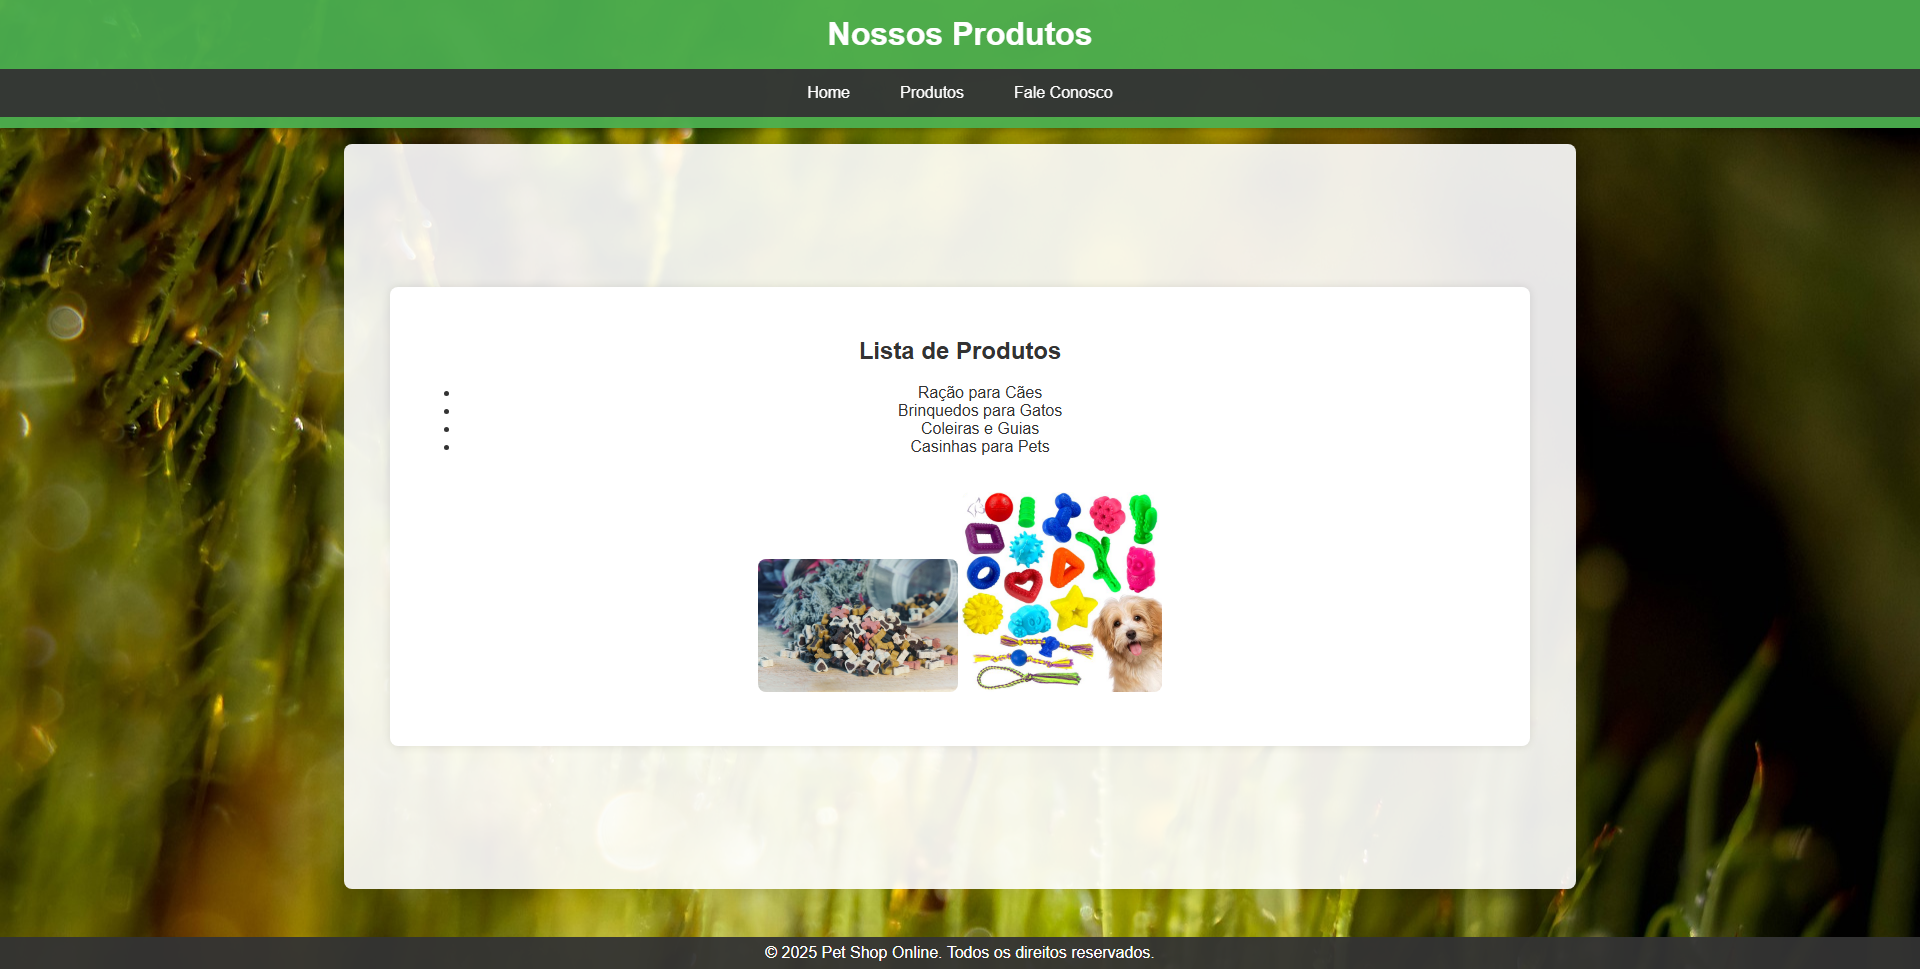 Nossos Produtos
Home Produtos Fale Conosco
Lista de Produtos
Ração para Cães
Brinquedos para Gatos
Coleiras e Guias
Casinhas para Pets
© 2025 Pet Shop Online. Todos os direitos reservados.